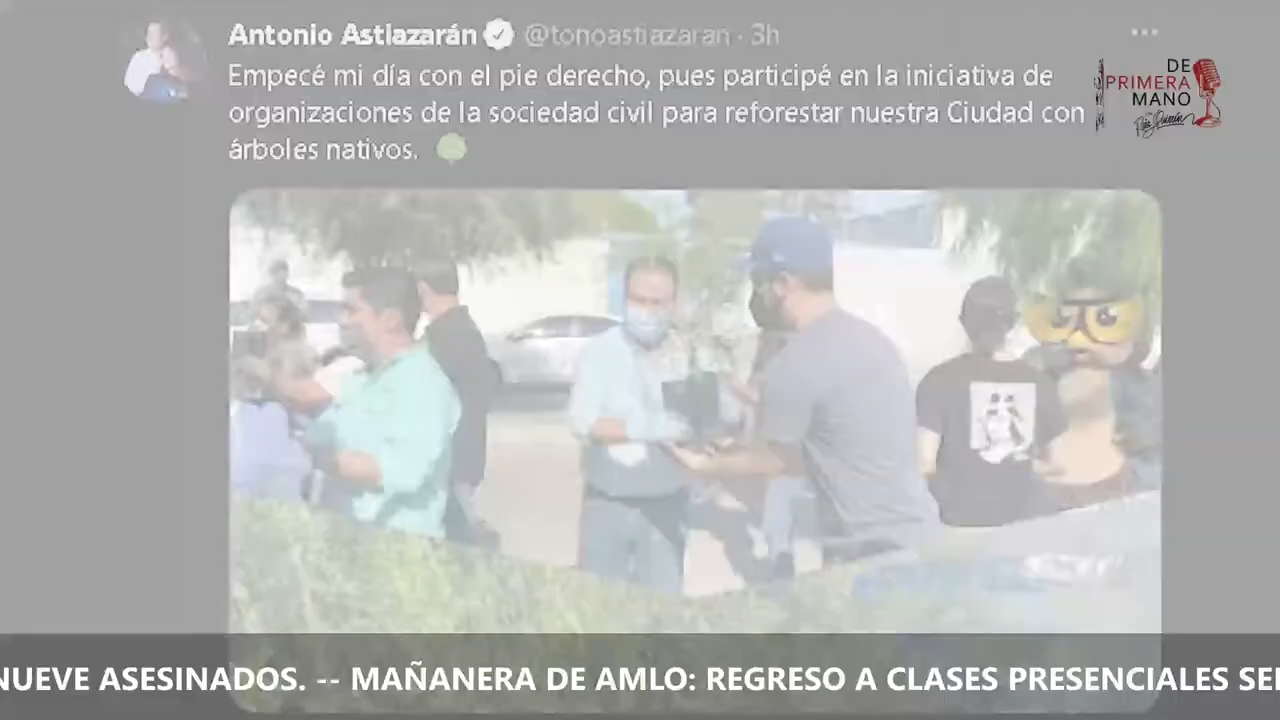 Antonio Astiazarán @tonoastiazaran · 3h
Empecé mi día con el pie derecho, pues participé en la iniciativa de
organizaciones de la sociedad civil para reforestar nuestra Ciudad con
árboles nativos.
DE
PRIMERA
MANO
NUEVE ASESINADOS. -- MAÑANERA DE AMLO: REGRESO A CLASES PRESENCIALES SE